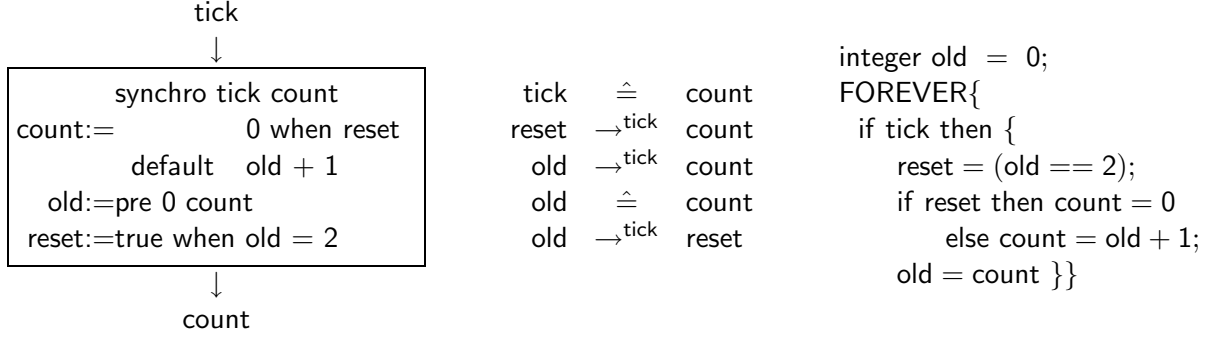 tick
↓
synchro tick count
count:= 0 when reset
default old + 1
old:=pre 0 count
reset:=true when old = 2
↓
count
tick ≙ count
reset →tick count
old →tick count
old ≙ count
old →tick reset
integer old = 0;
FOREVER{
if tick then {
reset = (old == 2);
if reset then count = 0
else count = old + 1;
old = count }}